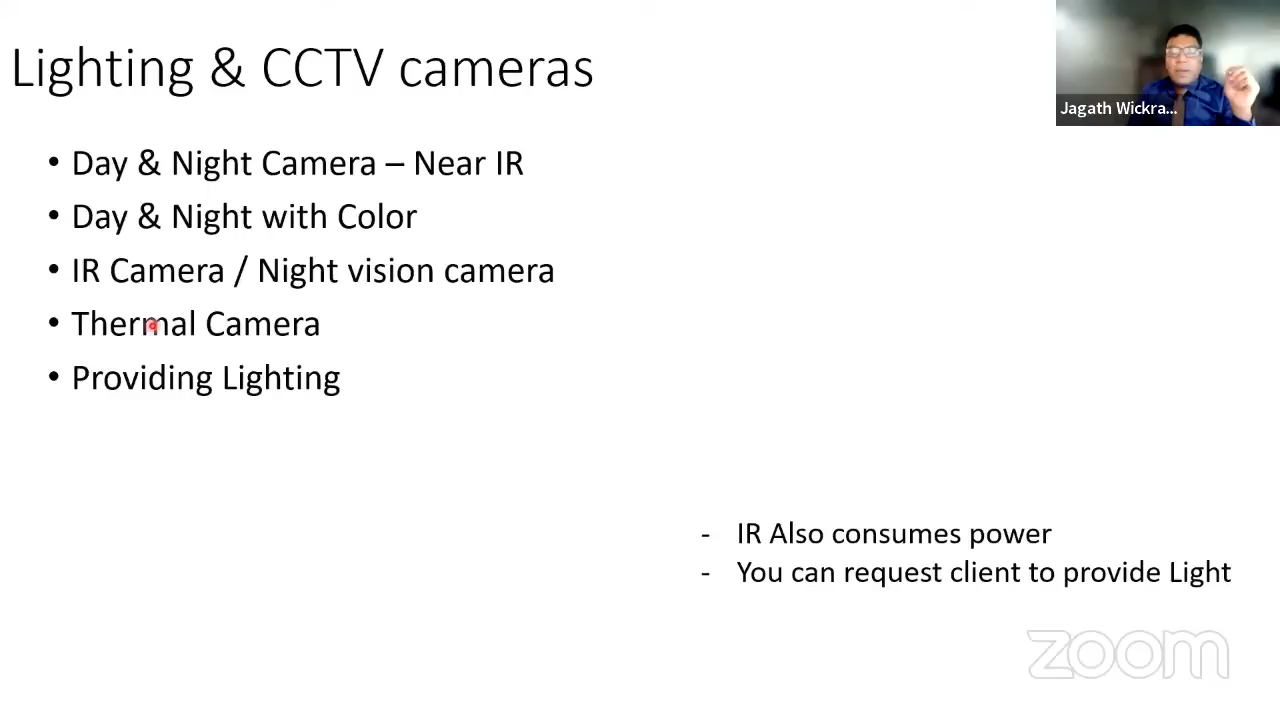 Lighting & CCTV cameras
Jagath Wickra...
• Day & Night Camera – Near IR
• Day & Night with Color
• IR Camera / Night vision camera
• Thermal Camera
• Providing Lighting
- IR Also consumes power
- You can request client to provide Light
zoom